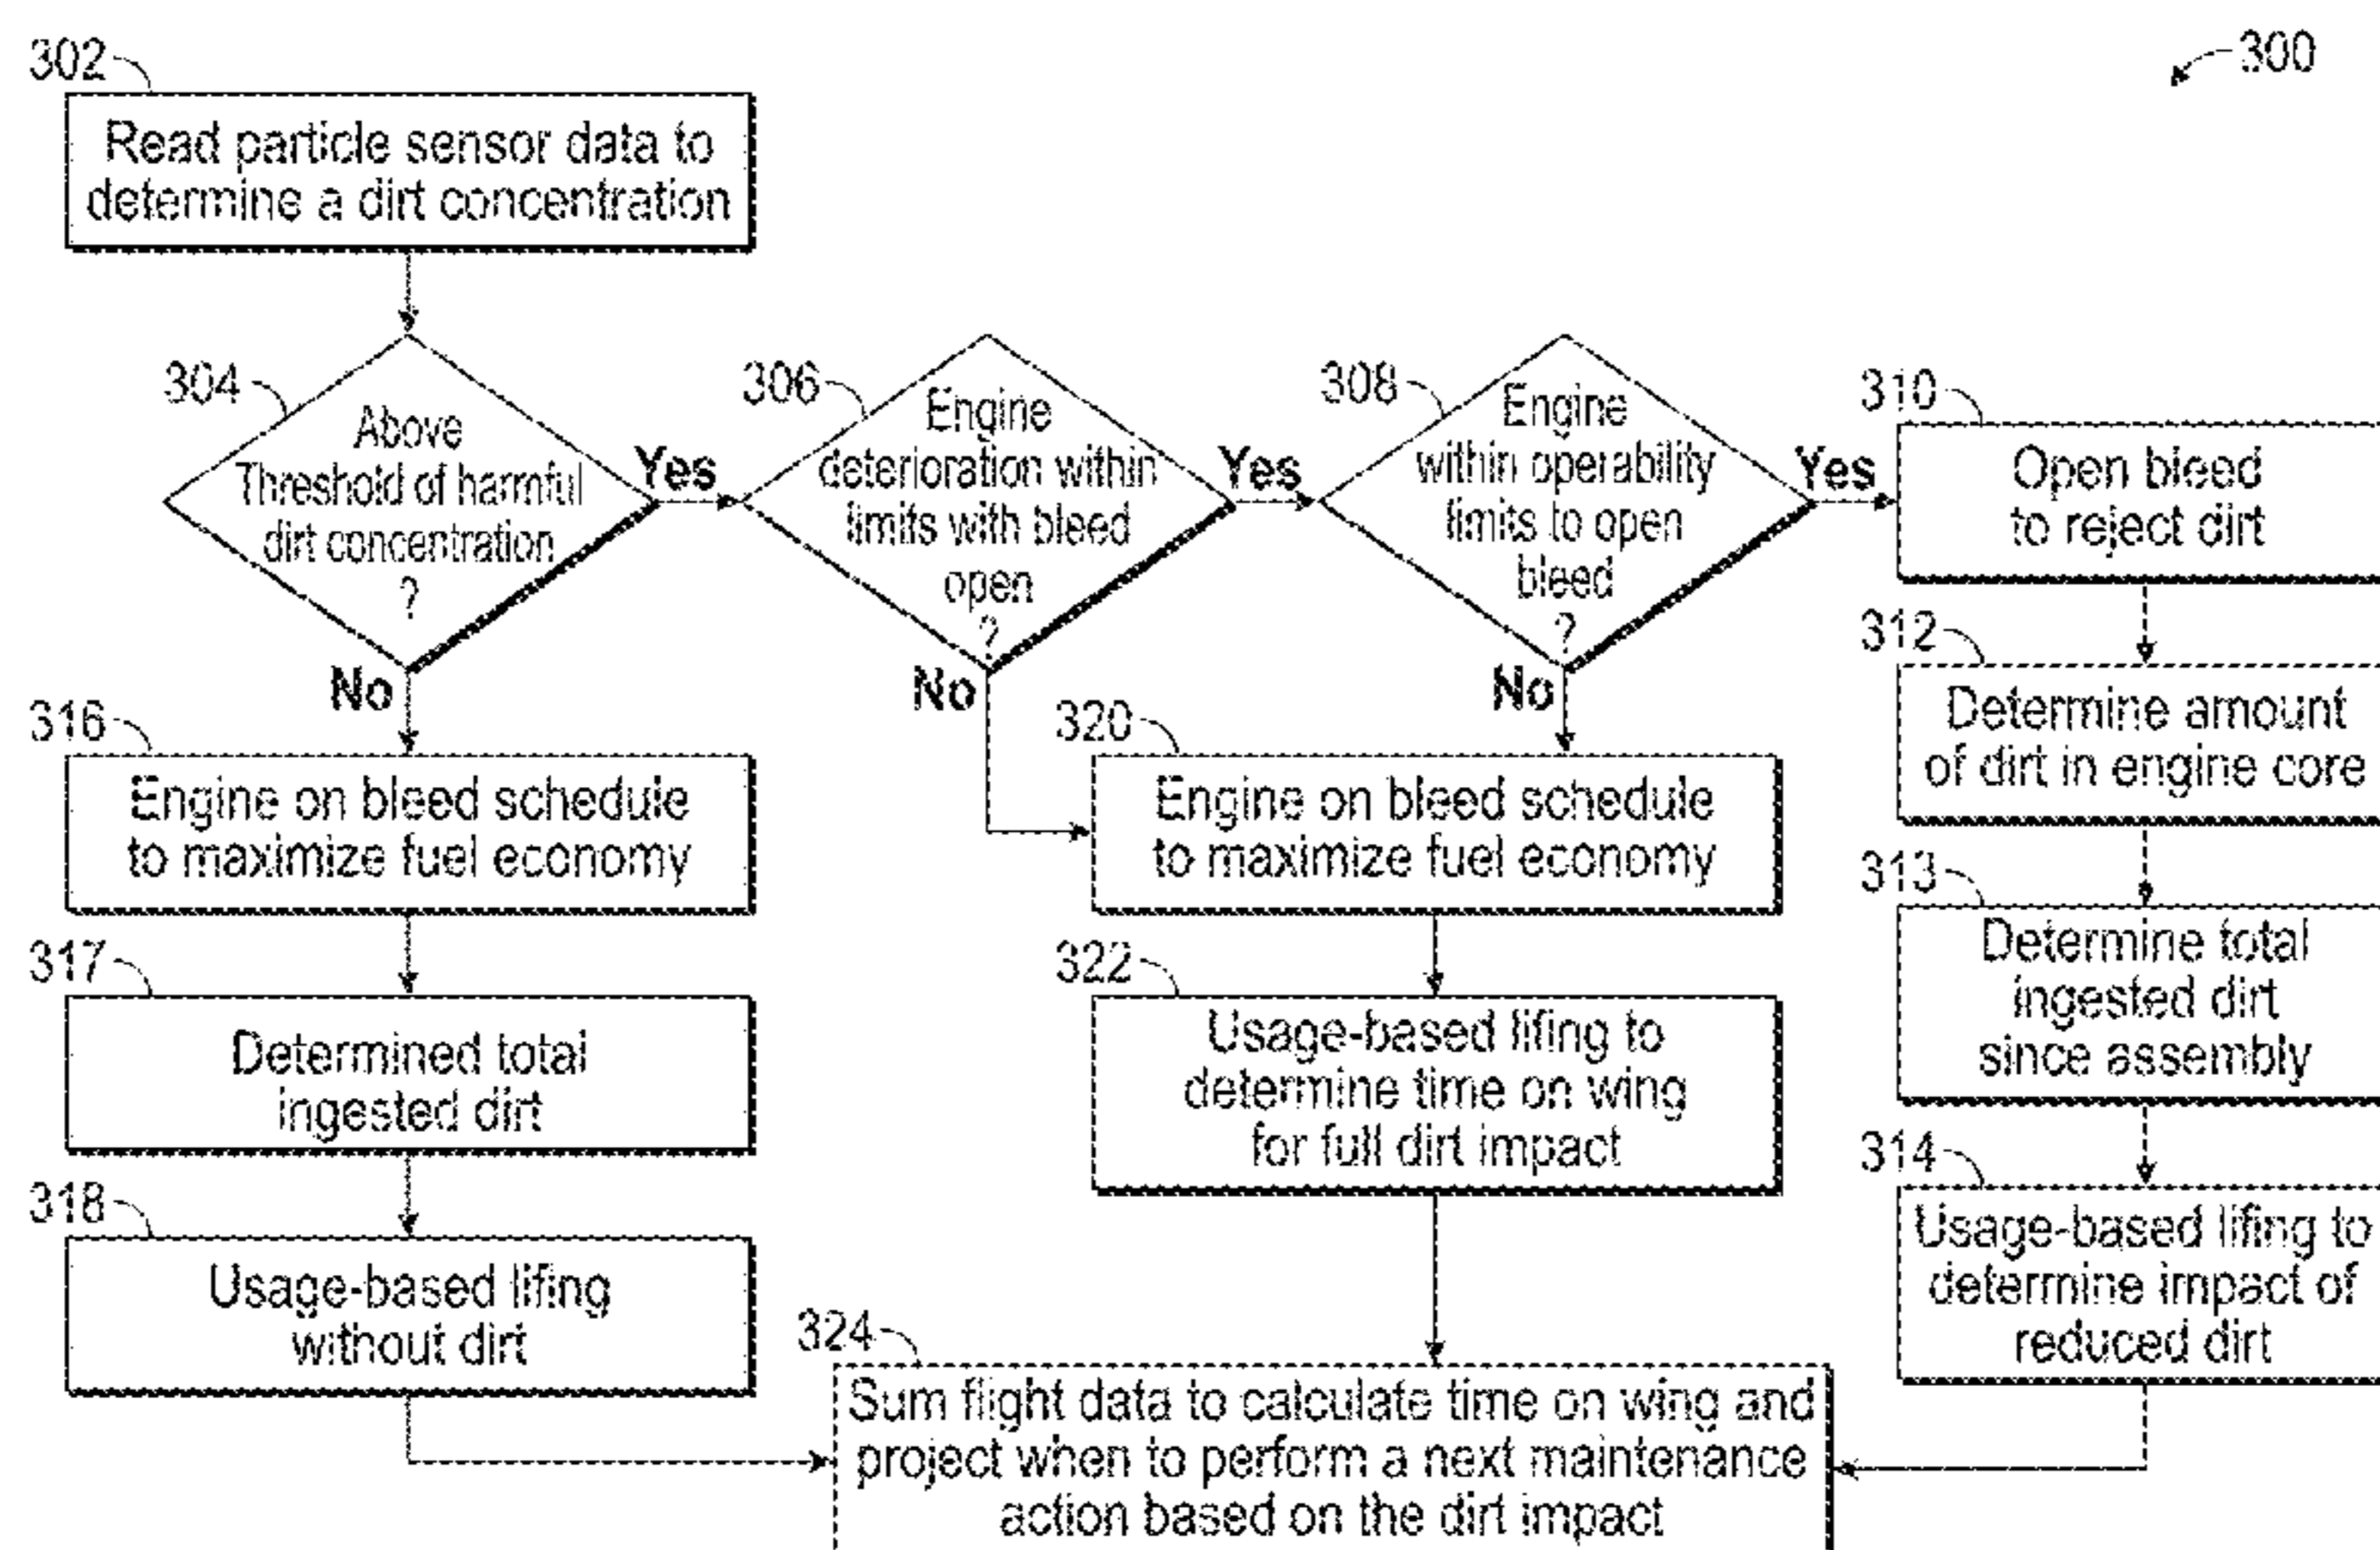 300
302
Read particle sensor data to
determine a dirt concentration
304
Above
Threshold of harmful
dirt concentration
?
Yes
No
306
Engine
deterioration within
limits with bleed
open
?
Yes
No
308
Engine
within operability
limits to open
bleed
?
Yes
No
310
Open bleed
to reject dirt
312
Determine amount
of dirt in engine core
313
Determine total
ingested dirt
since assembly
314
Usage-based lifing to
determine impact of
reduced dirt
316
Engine on bleed schedule
to maximize fuel economy
317
Determined total
ingested dirt
318
Usage-based lifing
without dirt
320
Engine on bleed schedule
to maximize fuel economy
322
Usage-based lifing to
determine time on wing
for full dirt impact
324
Sum flight data to calculate time on wing and
project when to perform a next maintenance
action based on the dirt impact